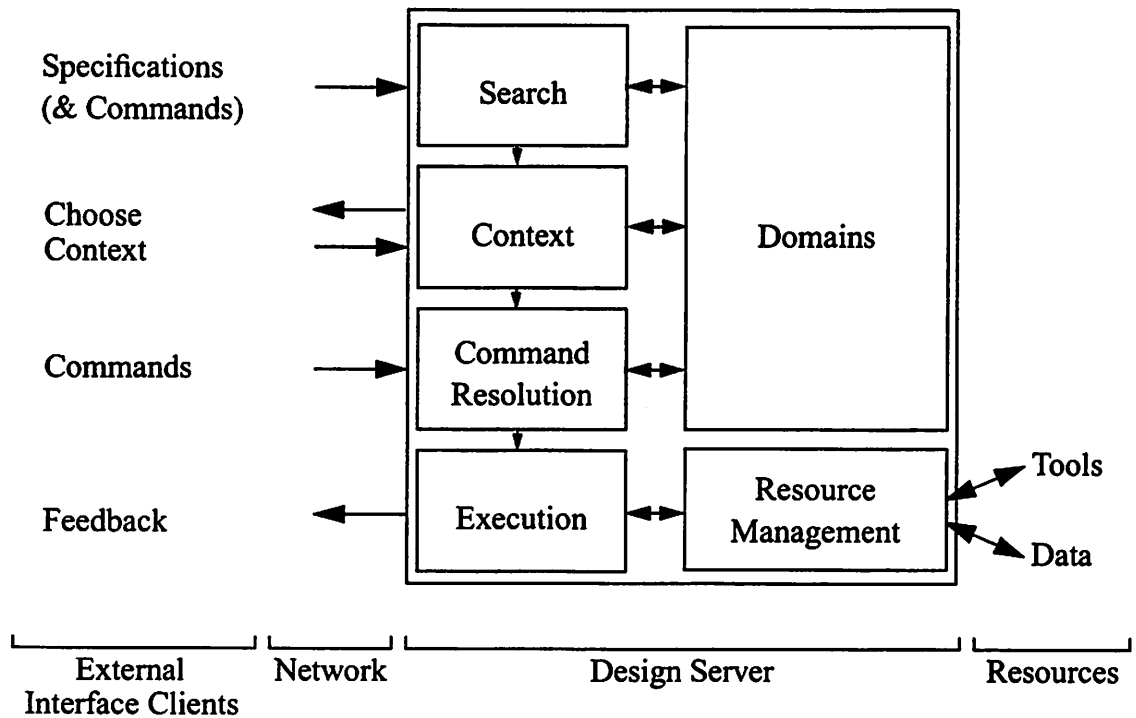 Specifications
(& Commands)
Search
Choose
Context
Context
Domains
Commands
Command
Resolution
Feedback
Execution
Resource
Management
Tools
Data
External
Interface Clients
Network
Design Server
Resources